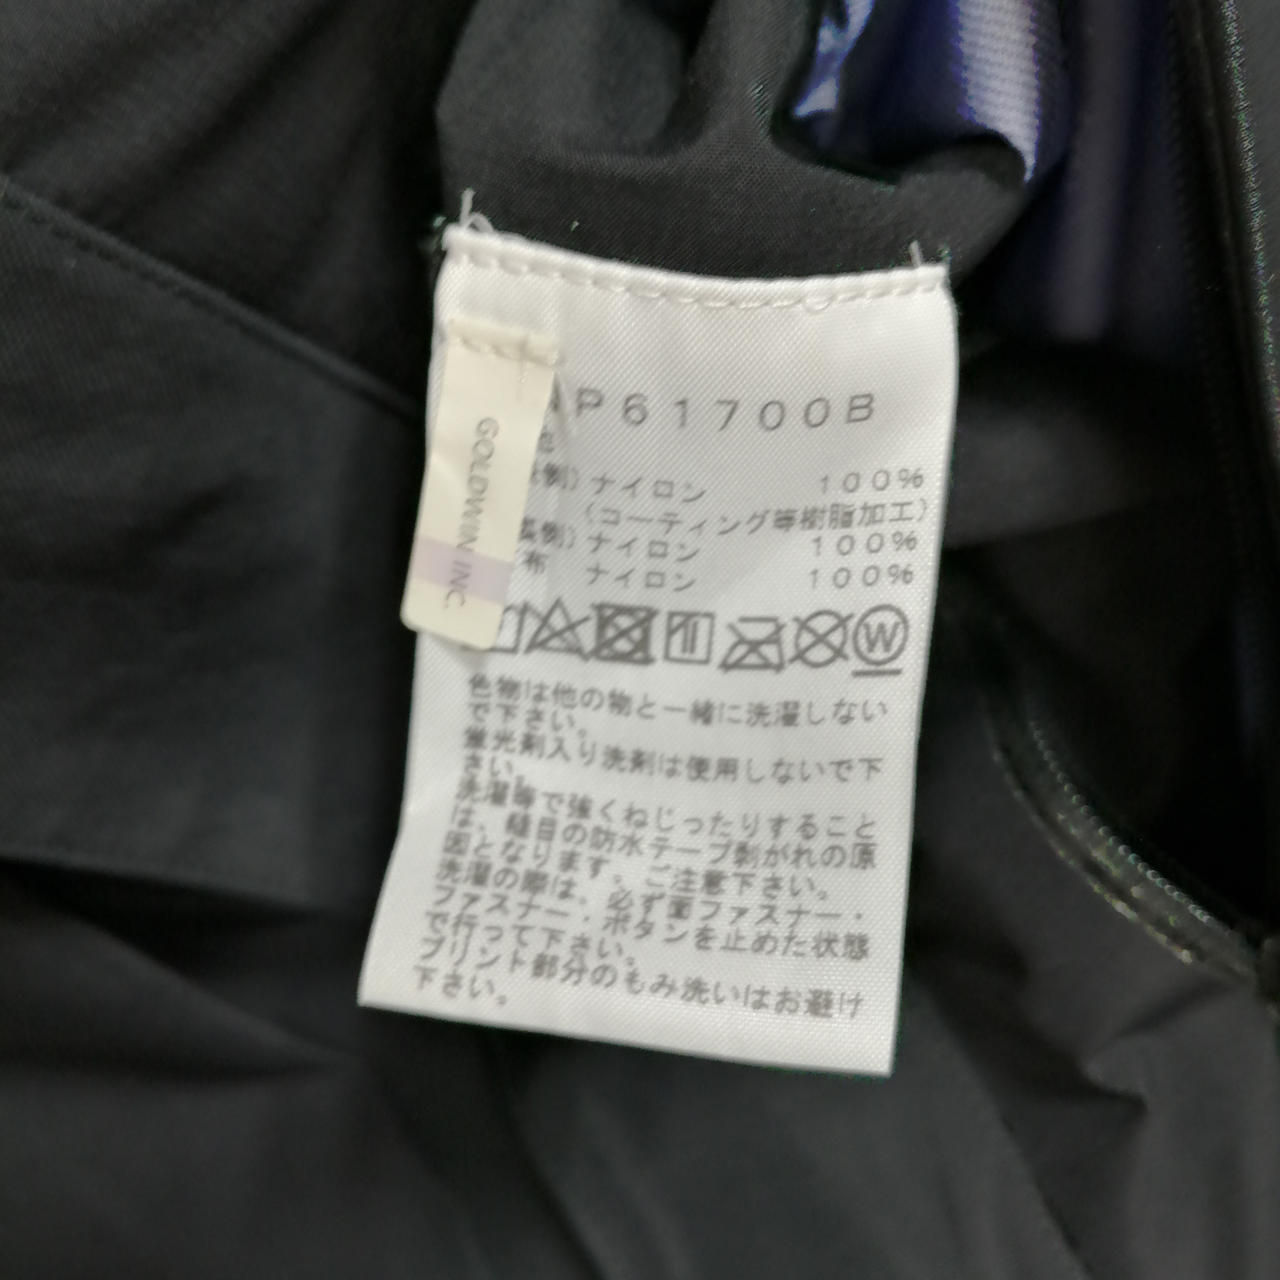 P61700B
側) ナイロン 100%
(コーティング等樹脂加工)
側) ナイロン 100%
布 ナイロン 100%
W
色物は他の物と一緒に洗濯しない
で下さい。
蛍光剤入り洗剤は使用しないで下
さい。
洗濯等で強くねじったりすること
は、縫目の防水テープ剥がれの原
因となります。ご注意下さい。
洗濯の際は、必ず面ファスナー・
ファスナー・ボタンを止めた状態
で行って下さい。
プリント部分のもみ洗いはお避け
下さい。
GOLDWIN INC.